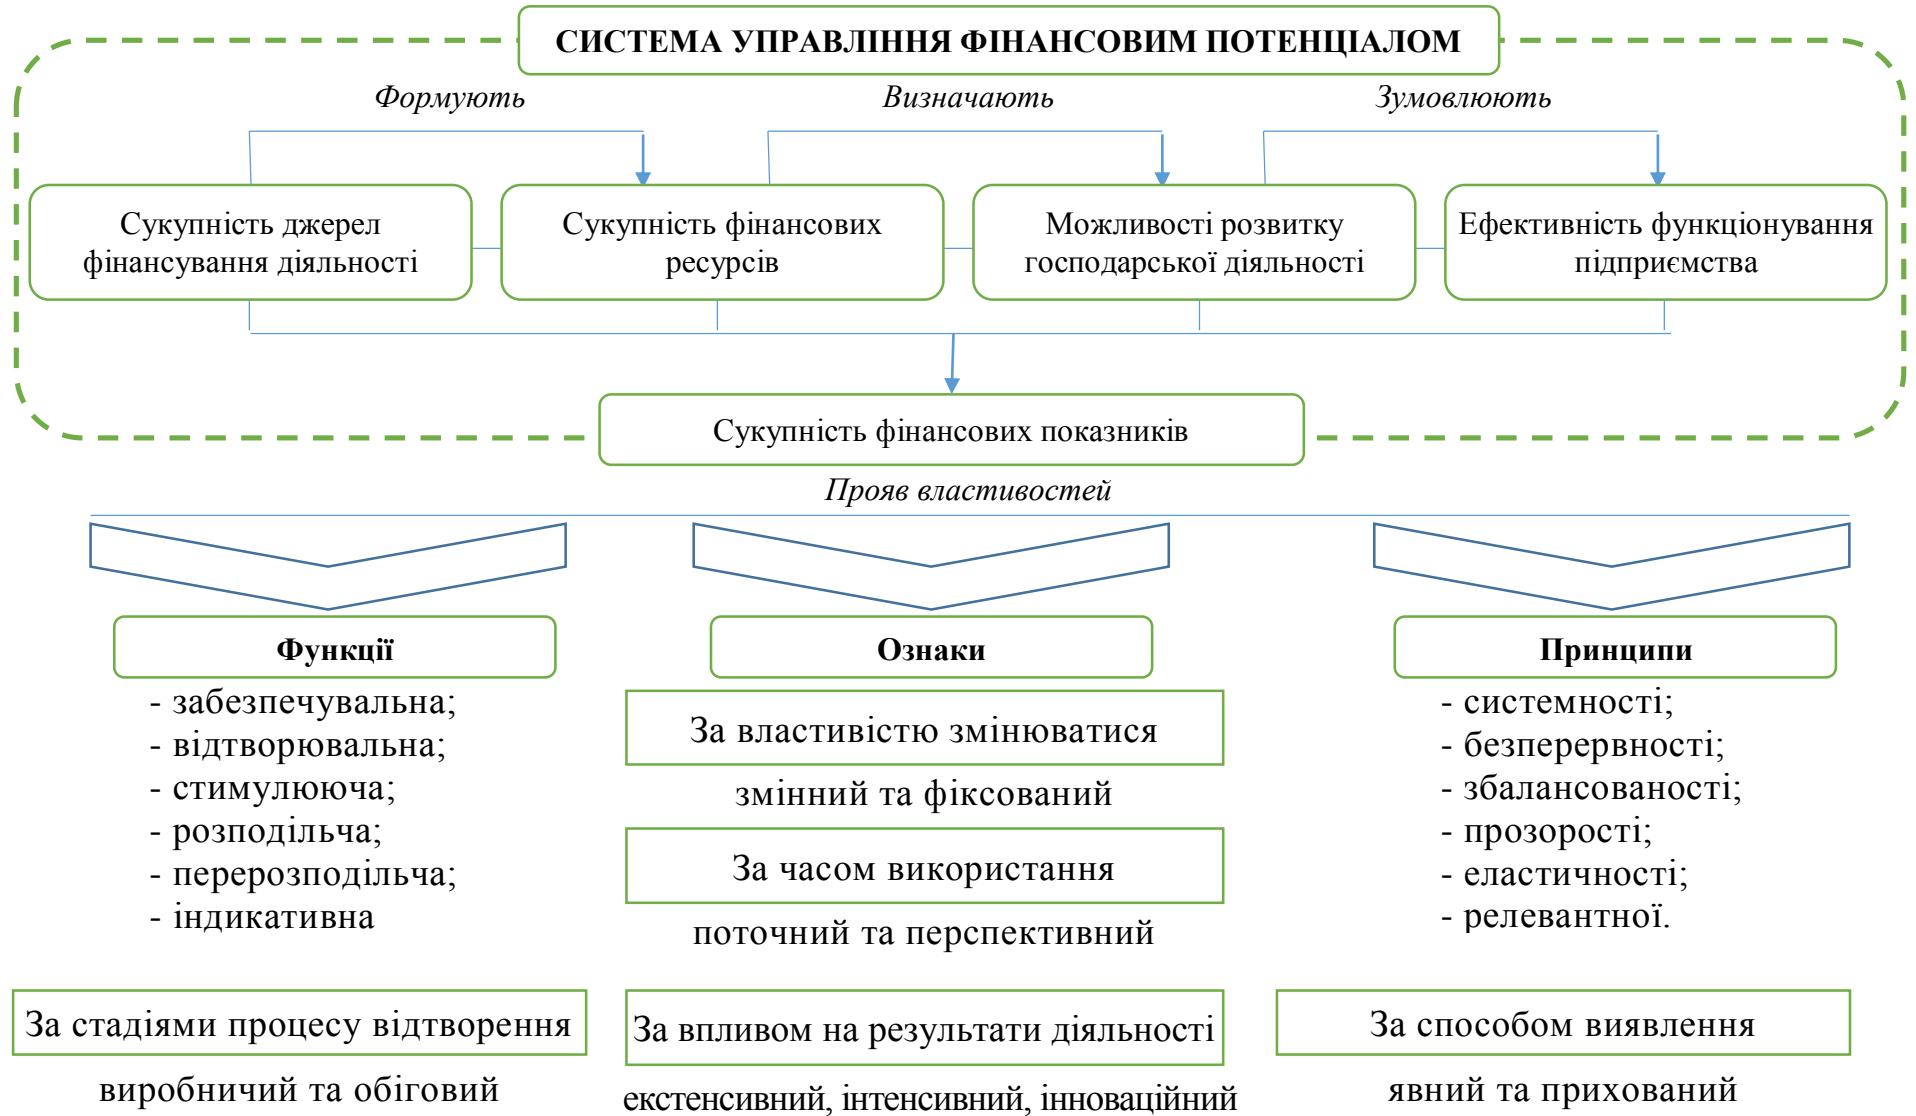 СИСТЕМА УПРАВЛІННЯ ФІНАНСОВИМ ПОТЕНЦІАЛОМ
Формують
Визначають
Зумовлюють
Сукупність джерел
фінансування діяльності
Сукупність фінансових
ресурсів
Можливості розвитку
господарської діяльності
Ефективність функціонування
підприємства
Сукупність фінансових показників
Прояв властивостей
Функції
- забезпечувальна;
- відтворювальна;
- стимулююча;
- розподільча;
- перерозподільча;
- індикативна
Ознаки
За властивістю змінюватися
змінний та фіксований
За часом використання
поточний та перспективний
Принципи
- системності;
- безперервності;
- збалансованості;
- прозорості;
- еластичності;
- релевантної.
За стадіями процесу відтворення
виробничий та обіговий
За впливом на результати діяльності
екстенсивний, інтенсивний, інноваційний
За способом виявлення
явний та прихований